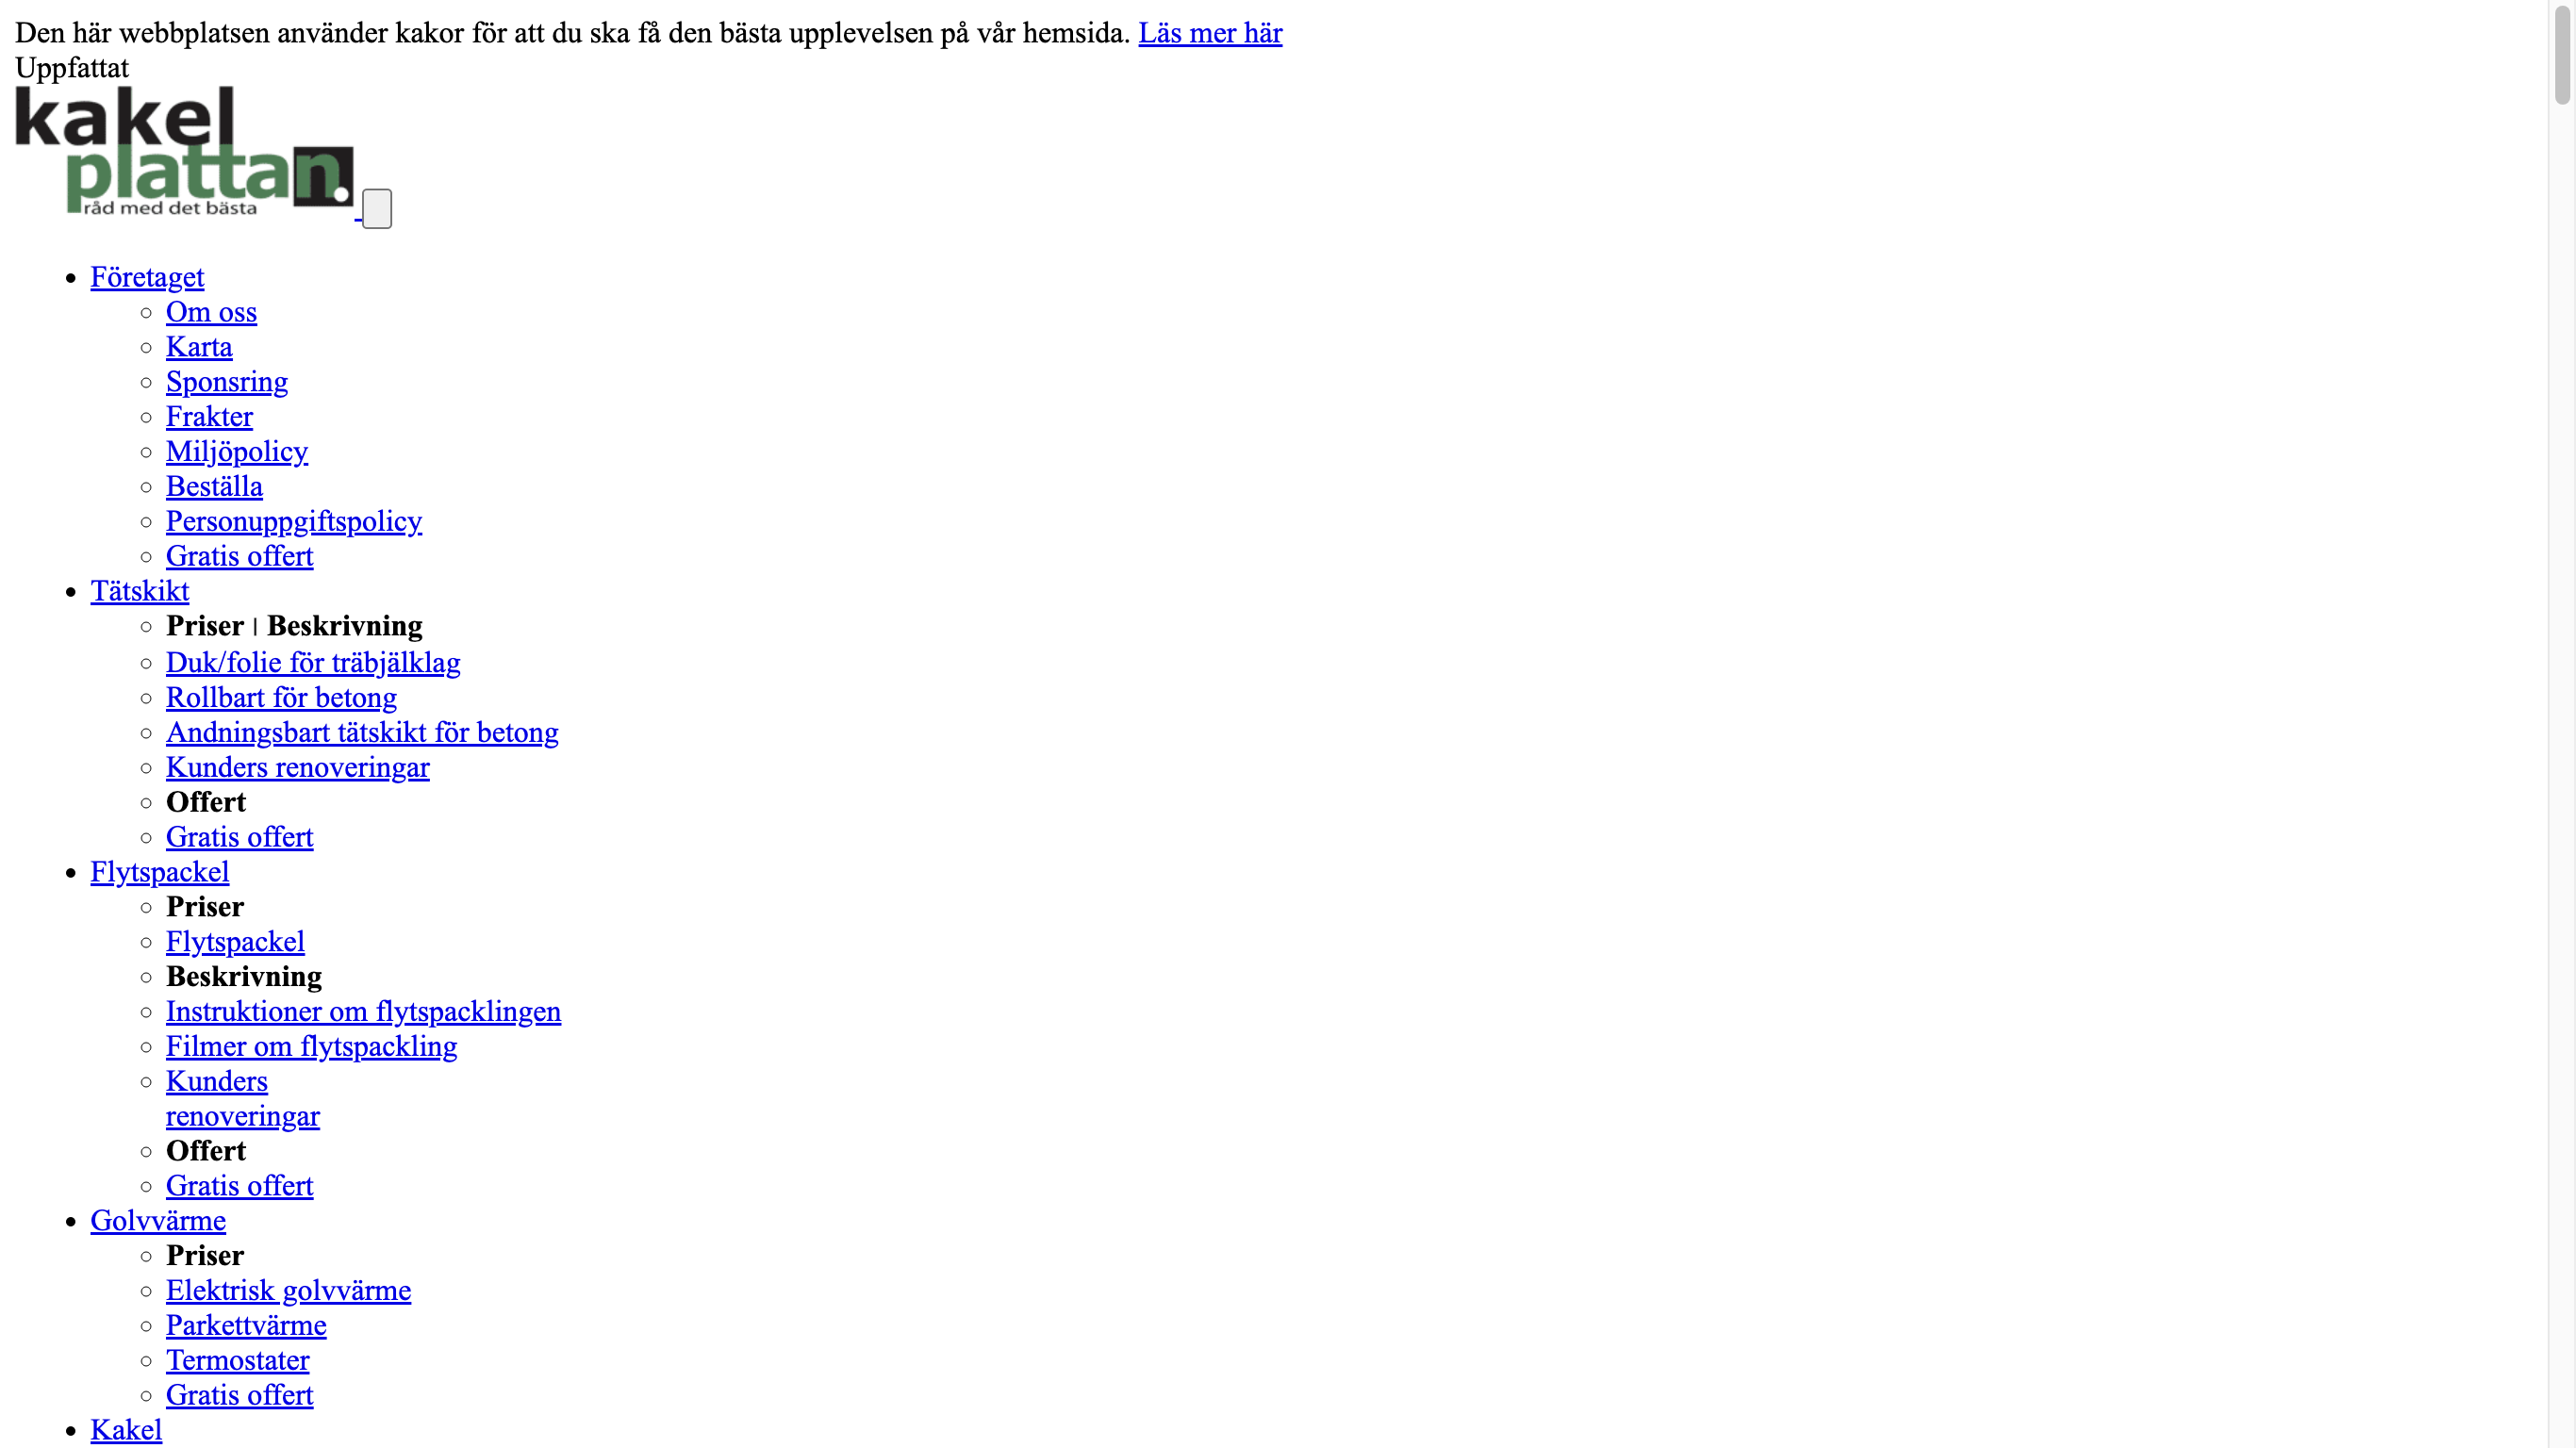 Den här webbplatsen använder kakor för att du ska få den bästa upplevelsen på vår hemsida. Läs mer här
Uppfattat
kakel
plattan.
råd med det bästa
Företaget
Om oss
Karta
Sponsring
Frakter
Miljöpolicy
Beställa
Personuppgiftspolicy
Gratis offert
Tätskikt
Priser | Beskrivning
Duk/folie för träbjälklag
Rollbart för betong
Andningsbart tätskikt för betong
Kunders renoveringar
Offert
Gratis offert
Flytspackel
Priser
Flytspackel
Beskrivning
Instruktioner om flytspacklingen
Filmer om flytspackling
Kunders
renoveringar
Offert
Gratis offert
Golvvärme
Priser
Elektrisk golvvärme
Parkettvärme
Termostater
Gratis offert
Kakel